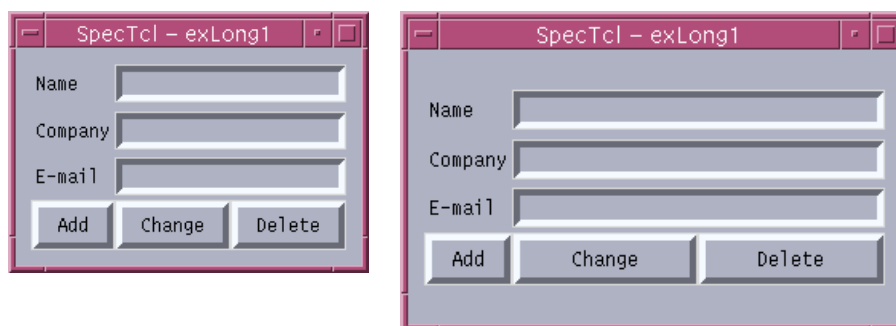 SpecTcl – exLong1
Name
Company
E-mail
Add Change Delete
SpecTcl – exLong1
Name
Company
E-mail
Add Change Delete